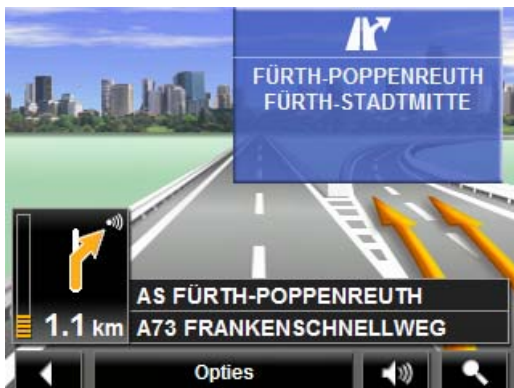 FÜRTH-POPPENREUTH
FÜRTH-STADTMITTE
AS FÜRTH-POPPENREUTH
1.1 km
A73 FRANKENSCHNELLWEG
Opties